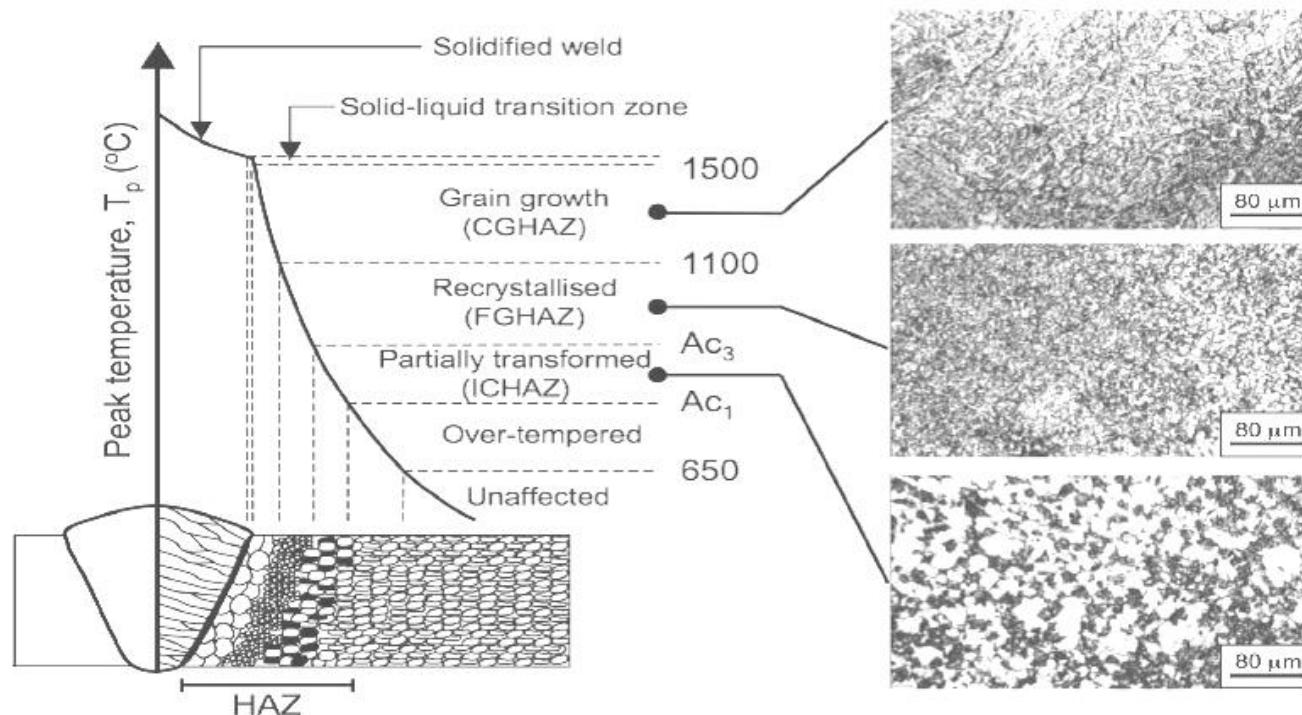 Solidified weld
Solid-liquid transition zone
Peak temperature, Tp (ºC)
1500
Grain growth
(CGHAZ)
1100
Recrystallised
(FGHAZ)
Ac3
Partially transformed
(ICHAZ)
Ac1
Over-tempered
650
Unaffected
HAZ
80 µm
80 µm
80 µm